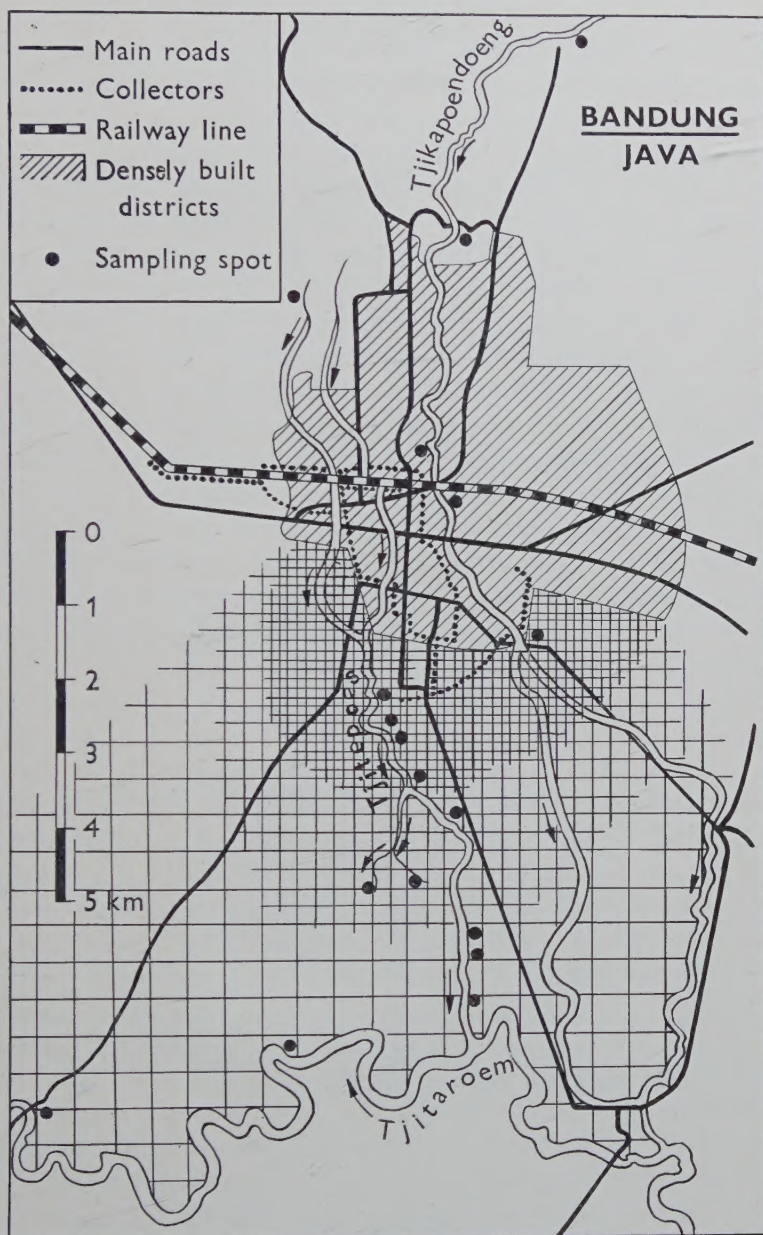 Main roads
Collectors
Railway line
Densely built
districts
Sampling spot
BANDUNG
JAVA
Tjikapoendoeng
0
1
2
3
4
5 km
Tjitapoes
Tjitaroem